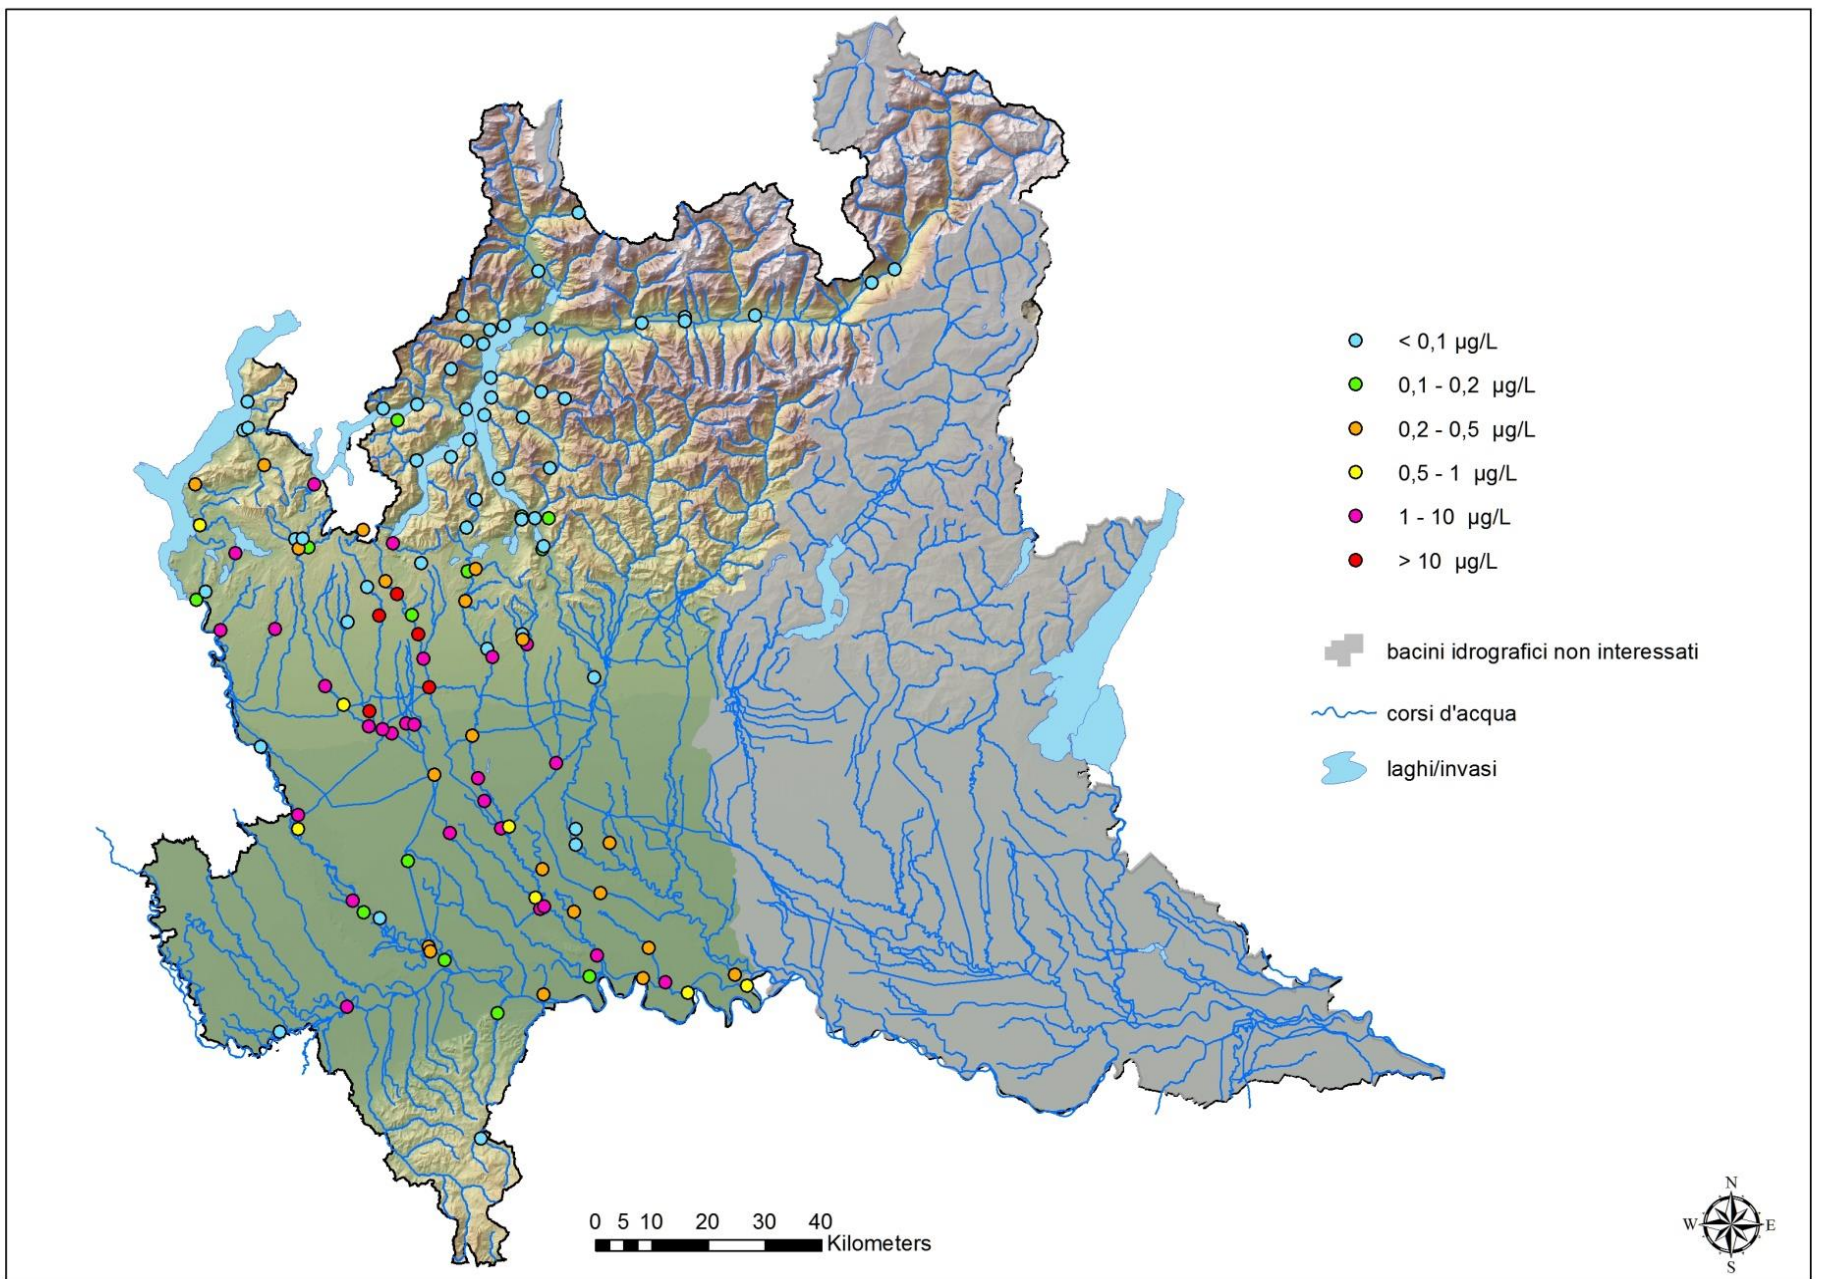 < 0,1 µg/L
0,1 - 0,2 µg/L
0,2 - 0,5 µg/L
0,5 - 1 µg/L
1 - 10 µg/L
> 10 µg/L
bacini idrografici non interessati
corsi d'acqua
laghi/invasi
0 5 10 20 30 40
Kilometers
N
W E
S